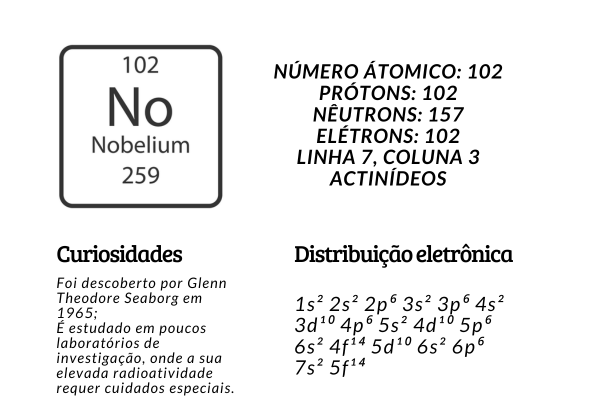 102
No
Nobelium
259
NÚMERO ÁTOMICO: 102
PRÓTONS: 102
NÊUTRONS: 157
ELÉTRONS: 102
LINHA 7, COLUNA 3
ACTINÍDEOS
Curiosidades
Foi descoberto por Glenn
Theodore Seaborg em
1965;
É estudado em poucos
laboratórios de
investigação, onde a sua
elevada radioatividade
requer cuidados especiais.
Distribuição eletrônica
1s² 2s² 2p⁶ 3s² 3p⁶ 4s²
3d¹⁰ 4p⁶ 5s² 4d¹⁰ 5p⁶
6s² 4f¹⁴ 5d¹⁰ 6s² 6p⁶
7s² 5f¹⁴